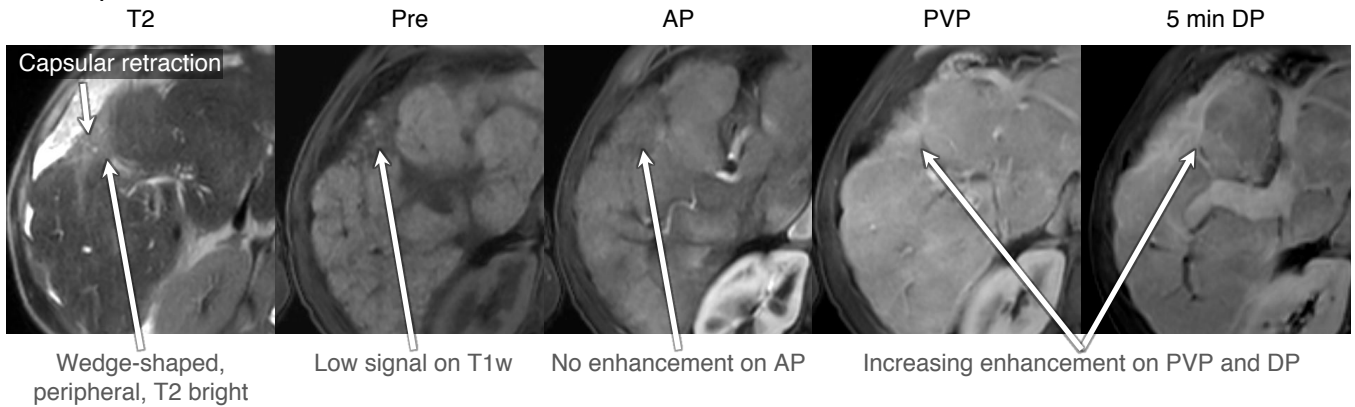 T2 Pre AP PVP 5 min DP
Capsular retraction
Wedge-shaped, peripheral, T2 bright
Low signal on T1w
No enhancement on AP
Increasing enhancement on PVP and DP